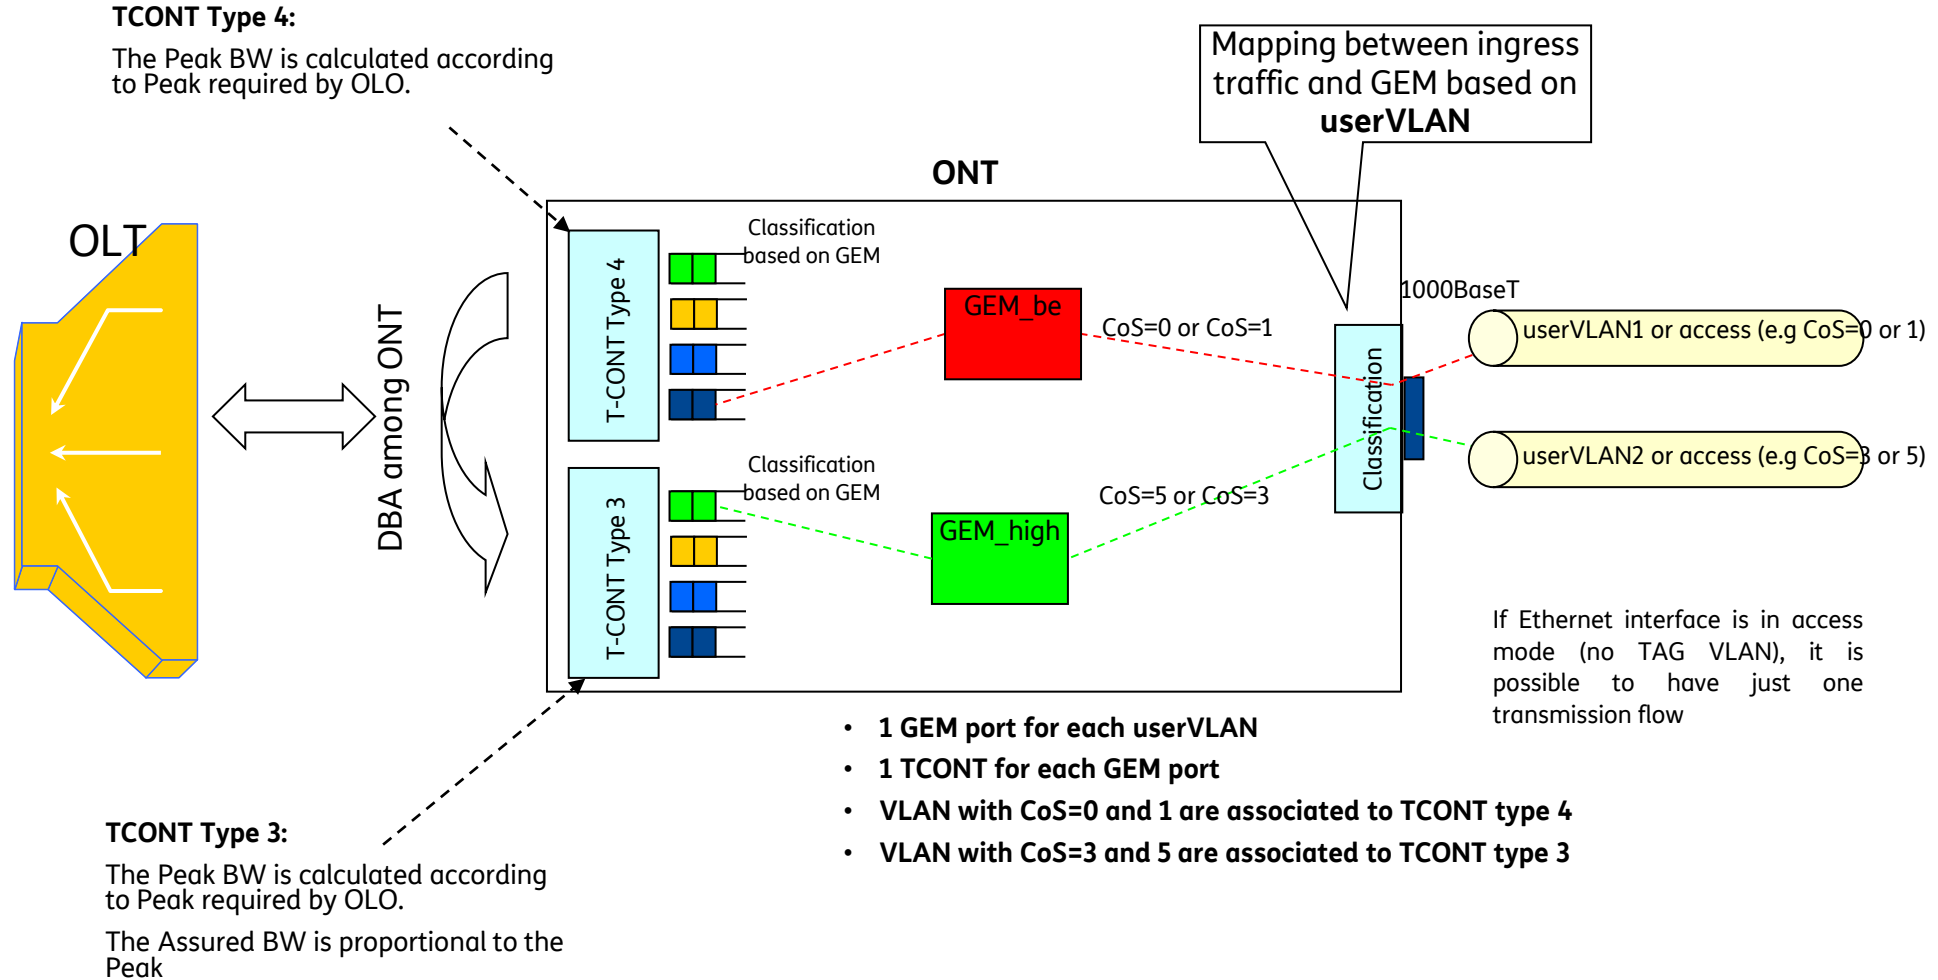 TCONT Type 4:
The Peak BW is calculated according
to Peak required by OLO.
Mapping between ingress
traffic and GEM based on
userVLAN
ONT
OLT
DBA among ONT
T-CONT Type 4
Classification
based on GEM
GEM_be
CoS=0 or CoS=1
1000BaseT
userVLAN1 or access (e.g CoS=0 or 1)
Classification
userVLAN2 or access (e.g CoS=3 or 5)
T-CONT Type 3
Classification
based on GEM
GEM_high
CoS=5 or CoS=3
If Ethernet interface is in access
mode (no TAG VLAN), it is
possible to have just one
transmission flow
• 1 GEM port for each userVLAN
• 1 TCONT for each GEM port
• VLAN with CoS=0 and 1 are associated to TCONT type 4
• VLAN with CoS=3 and 5 are associated to TCONT type 3
TCONT Type 3:
The Peak BW is calculated according
to Peak required by OLO.
The Assured BW is proportional to the
Peak